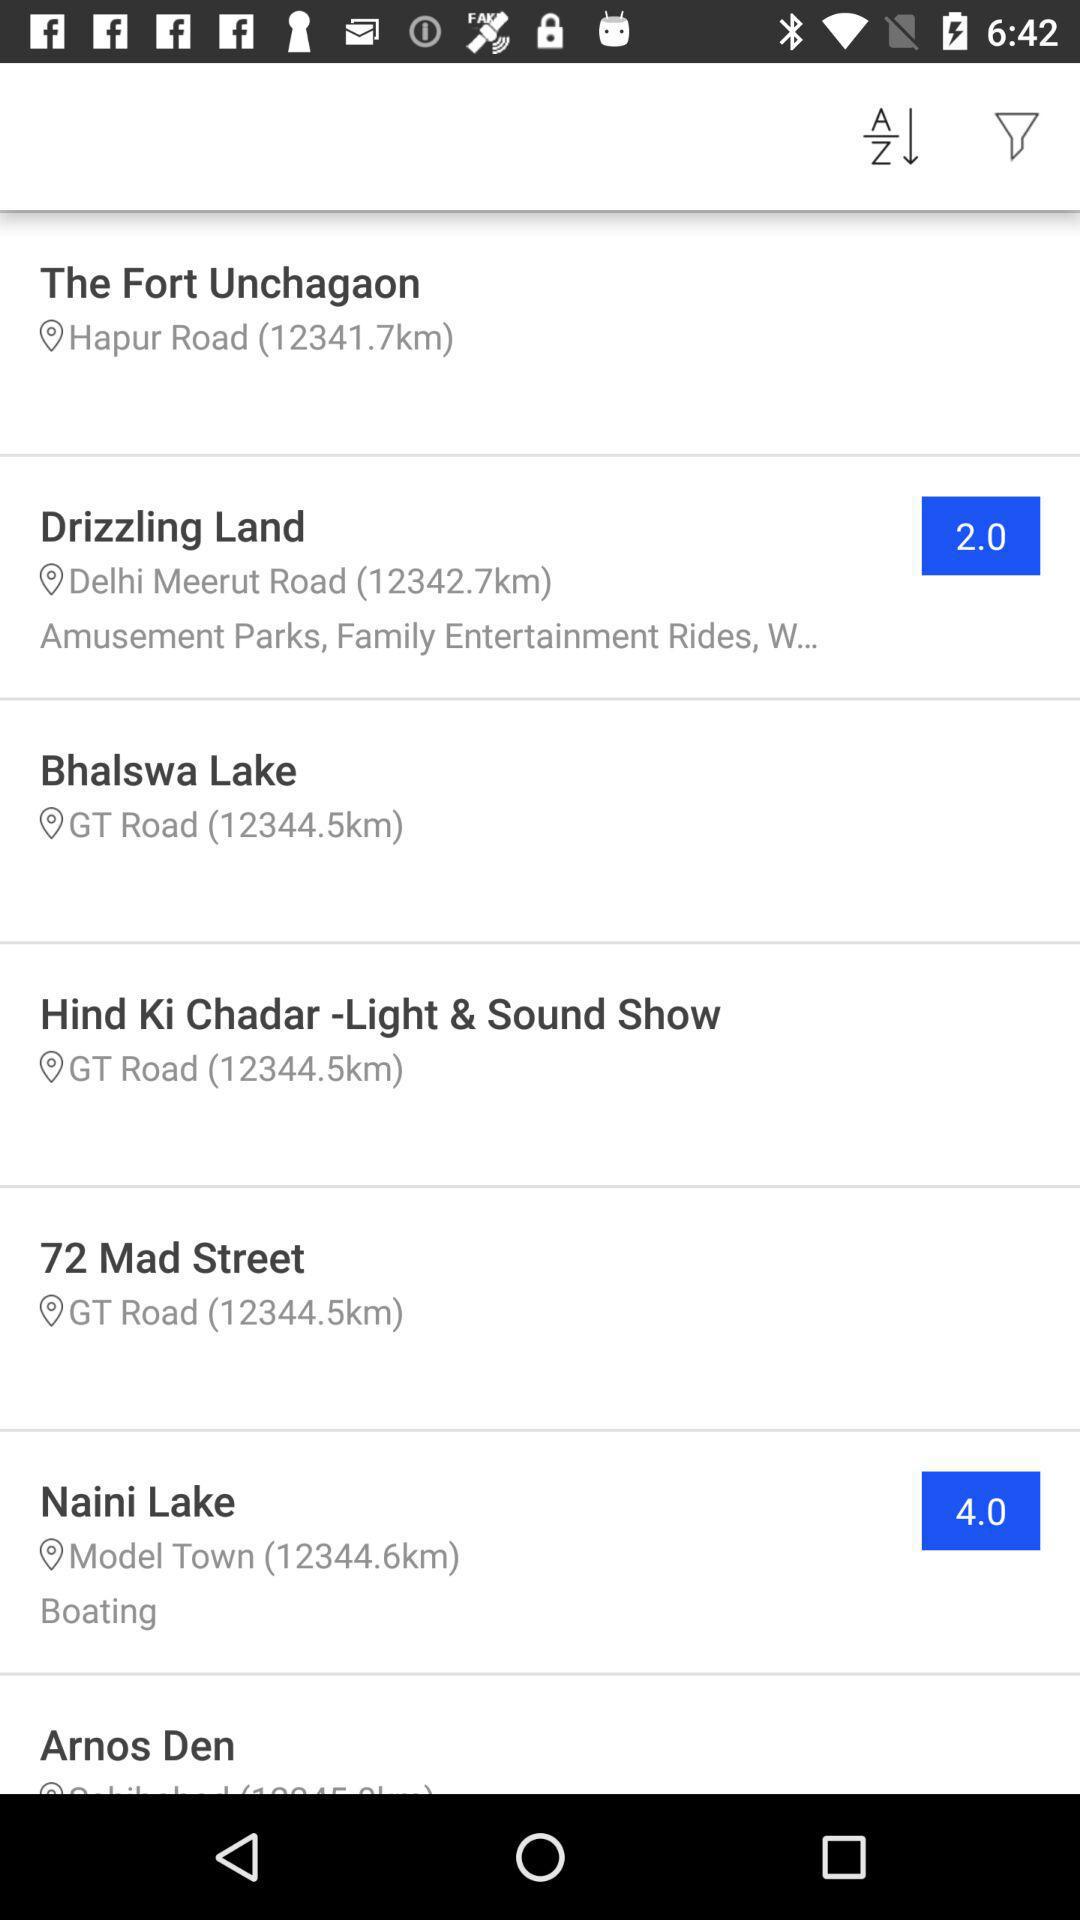 FAKE
6:42
A
Z
The Fort Unchagaon
Hapur Road (12341.7km)
Drizzling Land
2.0
Delhi Meerut Road (12342.7km)
Amusement Parks, Family Entertainment Rides, W...
Bhalswa Lake
GT Road (12344.5km)
Hind Ki Chadar -Light & Sound Show
GT Road (12344.5km)
72 Mad Street
GT Road (12344.5km)
Naini Lake
4.0
Model Town (12344.6km)
Boating
Arnos Den